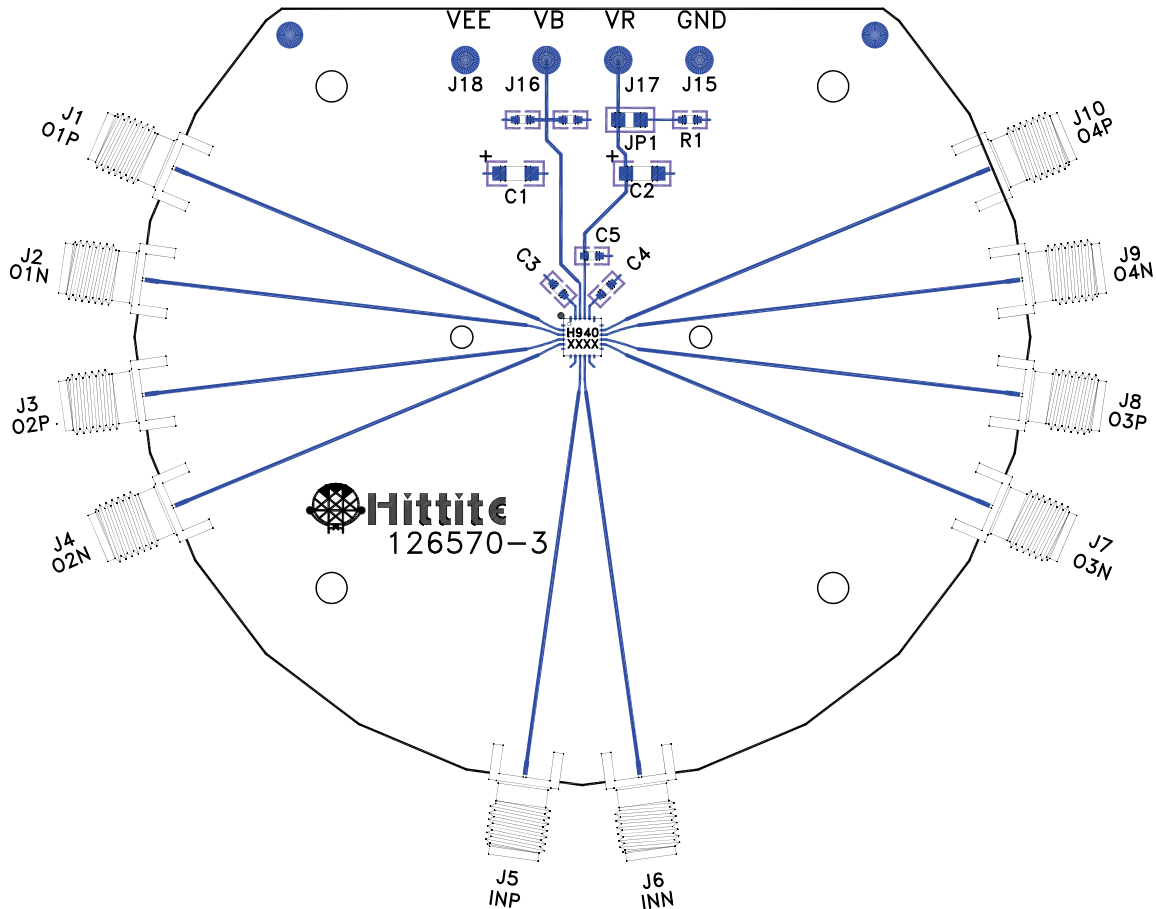 VEE VB VR GND
J18 J16 J17 J15
J1
O1P
J10
O4P
JP1 R1
+ +
C1 C2
J2
O1N
C3 C5 C4
J9
O4N
H940
XXXX
J3
O2P
J8
O3P
Hittite
126570-3
J4
O2N
J7
O3N
J5
INP
J6
INN